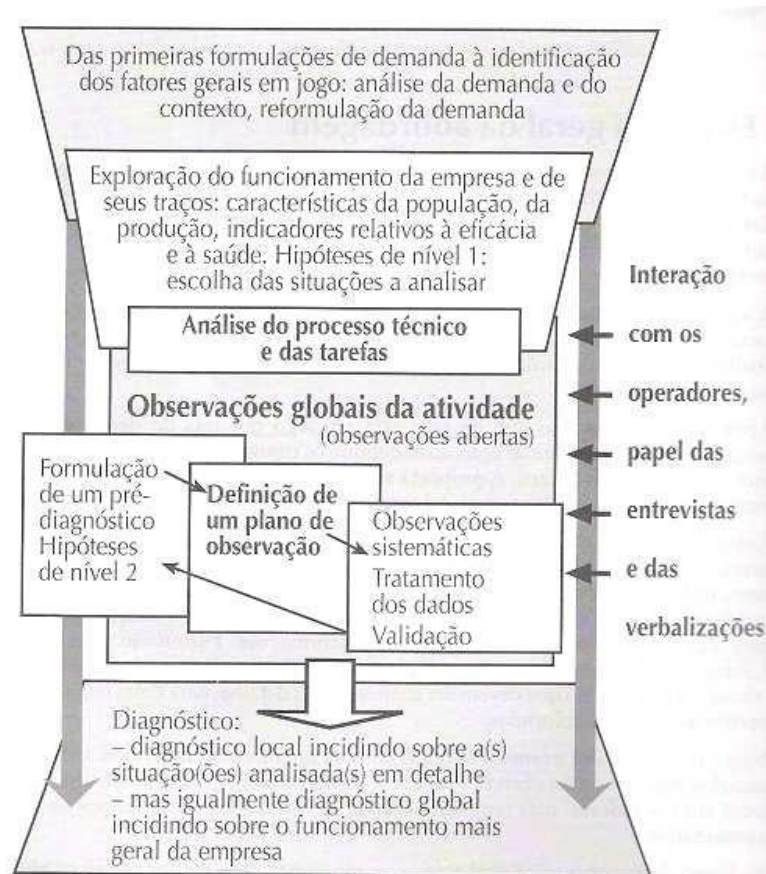 Das primeiras formulações de demanda à identificação
dos fatores gerais em jogo: análise da demanda e do
contexto, reformulação da demanda
Exploração do funcionamento da empresa e de
seus traços: características da população, da
produção, indicadores relativos à eficácia
e à saúde. Hipóteses de nível 1:
escolha das situações a analisar
Análise do processo técnico
e das tarefas
Observações globais da atividade
(observações abertas)
Formulação
de um pré-
diagnóstico
Hipóteses
de nível 2
Definição de
um plano de
observação
Observações
sistemáticas
Tratamento
dos dados
Validação
Diagnóstico:
– diagnóstico local incidindo sobre a(s)
situação(ões) analisada(s) em detalhe
– mas igualmente diagnóstico global
incidindo sobre o funcionamento mais
geral da empresa
Interação
com os
operadores,
papel das
entrevistas
e das
verbalizações